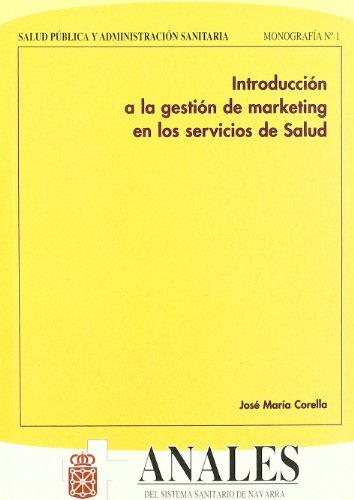 SALUD PÚBLICA Y ADMINISTRACIÓN SANITARIA
MONOGRAFÍA Nº 1
Introducción
a la gestión de marketing
en los servicios de Salud
José María Corella
ANALES
DEL SISTEMA SANITARIO DE NAVARRA